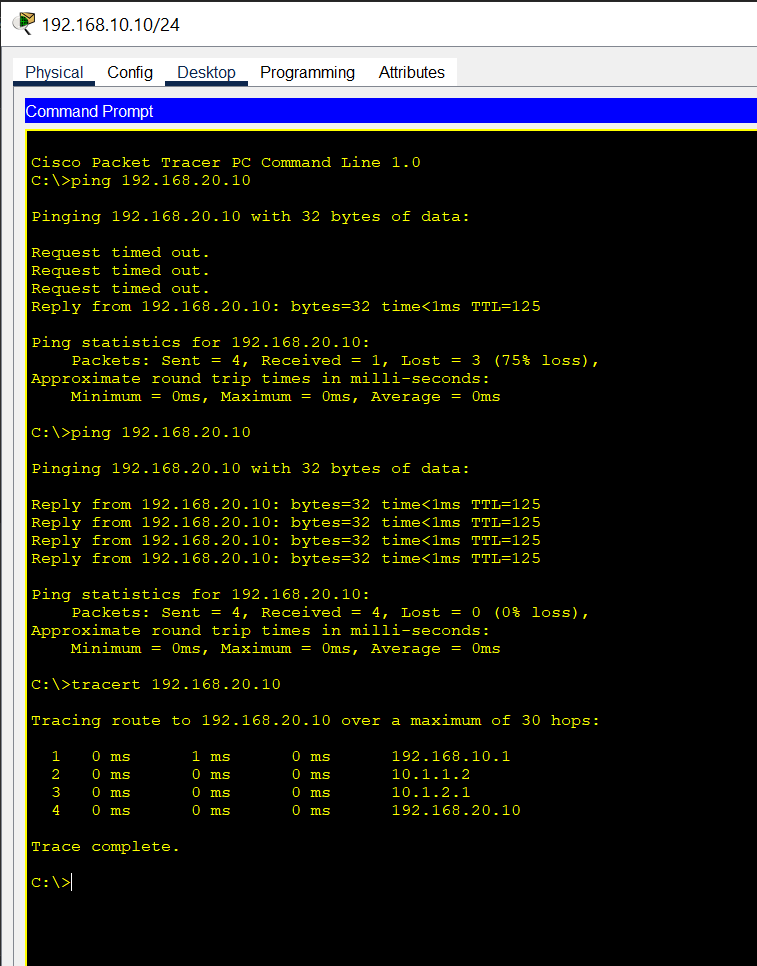 192.168.10.10/24
Physical Config Desktop Programming Attributes
Command Prompt
Cisco Packet Tracer PC Command Line 1.0
C:\>ping 192.168.20.10
Pinging 192.168.20.10 with 32 bytes of data:
Request timed out.
Request timed out.
Request timed out.
Reply from 192.168.20.10: bytes=32 time<1ms TTL=125
Ping statistics for 192.168.20.10:
Packets: Sent = 4, Received = 1, Lost = 3 (75% loss),
Approximate round trip times in milli-seconds:
Minimum = 0ms, Maximum = 0ms, Average = 0ms
C:\>ping 192.168.20.10
Pinging 192.168.20.10 with 32 bytes of data:
Reply from 192.168.20.10: bytes=32 time<1ms TTL=125
Reply from 192.168.20.10: bytes=32 time<1ms TTL=125
Reply from 192.168.20.10: bytes=32 time<1ms TTL=125
Reply from 192.168.20.10: bytes=32 time<1ms TTL=125
Ping statistics for 192.168.20.10:
Packets: Sent = 4, Received = 4, Lost = 0 (0% loss),
Approximate round trip times in milli-seconds:
Minimum = 0ms, Maximum = 0ms, Average = 0ms
C:\>tracert 192.168.20.10
Tracing route to 192.168.20.10 over a maximum of 30 hops:
1 0 ms 1 ms 0 ms 192.168.10.1
2 0 ms 0 ms 0 ms 10.1.1.2
3 0 ms 0 ms 0 ms 10.1.2.1
4 0 ms 0 ms 0 ms 192.168.20.10
Trace complete.
C:\>